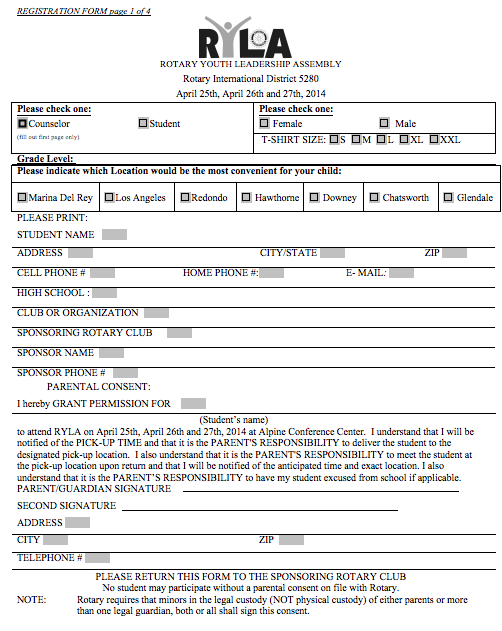 REGISTRATION FORM page 1 of 4
RYLA
ROTARY YOUTH LEADERSHIP ASSEMBLY
Rotary International District 5280
April 25th, April 26th and 27th, 2014
Please check one:
Counselor Student
(fill out first page only)
Please check one:
Female Male
T-SHIRT SIZE: S M L XL XXL
Grade Level:
Please indicate which Location would be the most convenient for your child:
Marina Del Rey Los Angeles Redondo Hawthorne Downey Chatsworth Glendale
PLEASE PRINT:
STUDENT NAME
ADDRESS CITY/STATE ZIP
CELL PHONE # HOME PHONE #: E- MAIL:
HIGH SCHOOL :
CLUB OR ORGANIZATION
SPONSORING ROTARY CLUB
SPONSOR NAME
SPONSOR PHONE #
PARENTAL CONSENT:
I hereby GRANT PERMISSION FOR
(Student's name)
to attend RYLA on April 25th, April 26th and 27th, 2014 at Alpine Conference Center. I understand that I will be
notified of the PICK-UP TIME and that it is the PARENT'S RESPONSIBILITY to deliver the student to the
designated pick-up location. I also understand that it is the PARENT'S RESPONSIBILITY to meet the student at
the pick-up location upon return and that I will be notified of the anticipated time and exact location. I also
understand that it is the PARENT'S RESPONSIBILITY to have my student excused from school if applicable.
PARENT/GUARDIAN SIGNATURE
SECOND SIGNATURE
ADDRESS
CITY ZIP
TELEPHONE #
PLEASE RETURN THIS FORM TO THE SPONSORING ROTARY CLUB
No student may participate without a parental consent on file with Rotary.
NOTE: Rotary requires that minors in the legal custody (NOT physical custody) of either parents or more
than one legal guardian, both or all shall sign this consent.